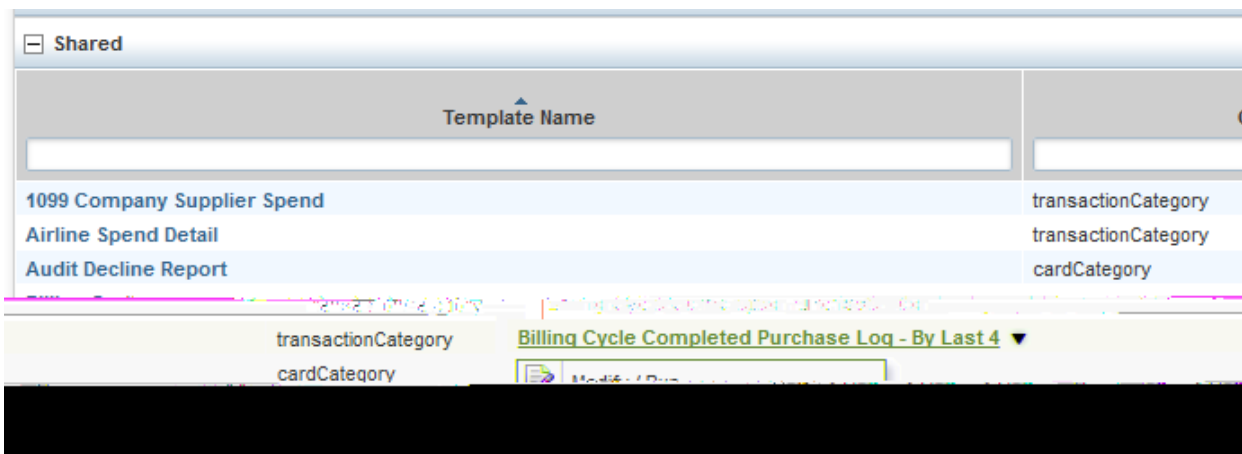 Shared
Template Name
1099 Company Supplier Spend transactionCategory
Airline Spend Detail transactionCategory
Audit Decline Report cardCategory
transactionCategory Billing Cycle Completed Purchase Log - By Last 4
cardCategory